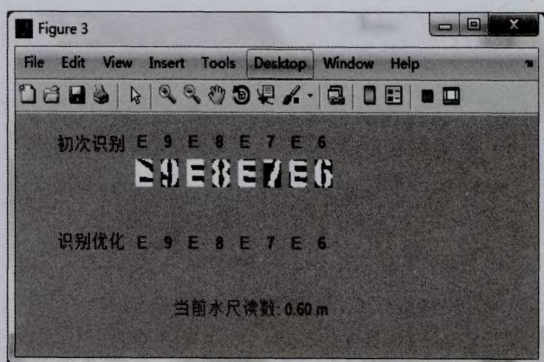 Figure 3
File Edit View Insert Tools Desktop Window Help
初次识别 E 9 E 8 E 7 E 6
E9E8E7E6
识别优化 E 9 E 8 E 7 E 6
当前水尺读数: 0.60 m